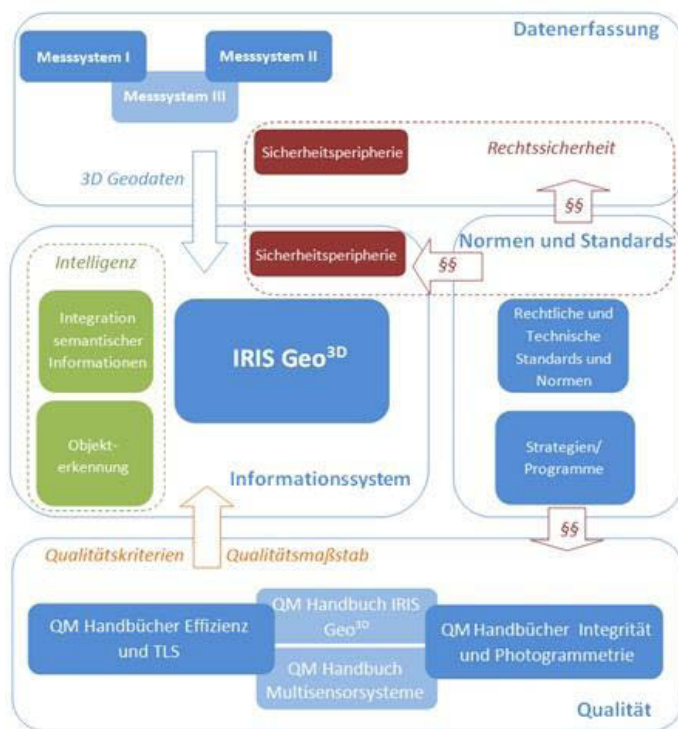 Datenerfassung
Messsystem I
Messsystem II
Messsystem III
3D Geodaten
Sicherheitsperipherie
Rechtssicherheit
§§
Sicherheitsperipherie
§§
Normen und Standards
Intelligenz
Integration
semantischer
Informationen
IRIS Geo3D
Rechtliche und
Technische
Standards und
Normen
Objekt-
erkennung
Strategien/
Programme
Informationssystem
§§
Qualitätskriterien
Qualitätsmaßstab
QM Handbücher Effizienz
und TLS
QM Handbuch IRIS
Geo3D
QM Handbuch
Multisensorsysteme
QM Handbücher Integrität
und Photogrammetrie
Qualität